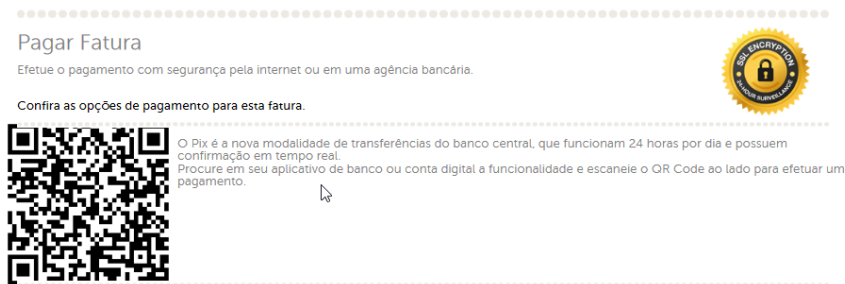 Pagar Fatura
Efetue o pagamento com segurança pela internet ou em uma agência bancária.
SSL ENCRYPTION
24-HOUR SURVEILLANCE
Confira as opções de pagamento para esta fatura.
O Pix é a nova modalidade de transferências do banco central, que funcionam 24 horas por dia e possuem
confirmação em tempo real.
Procure em seu aplicativo de banco ou conta digital a funcionalidade e escaneie o QR Code ao lado para efetuar um
pagamento.